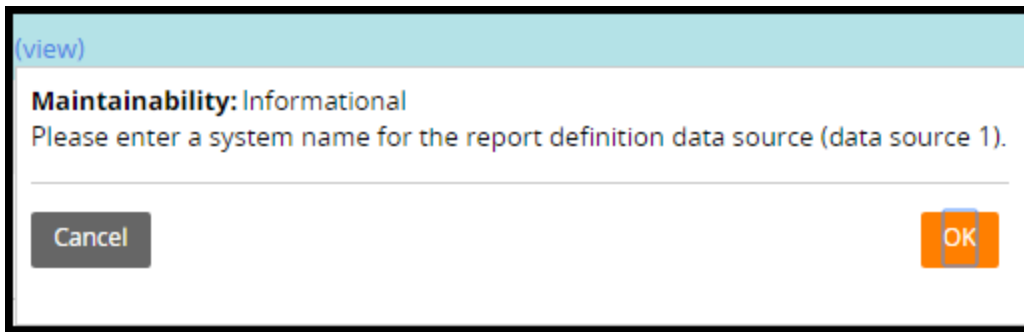 (view)
Maintainability: Informational
Please enter a system name for the report definition data source (data source 1).
Cancel
OK